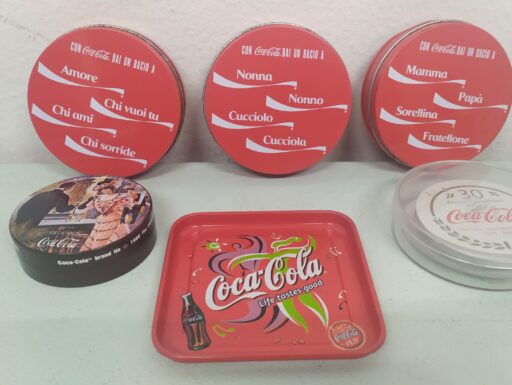 CON Coca-Cola DAI UN BACIO A
Amore
Chi vuoi tu
Chi ami
Chi sorride
CON Coca-Cola DAI UN BACIO A
Nonna
Nonno
Cucciolo
Cucciola
CON Coca-Cola DAI UN BACIO A
Mamma
Papà
Sorellina
Fratellone
Coca-Cola
Coca-Cola brand
Coca-Cola
Life tastes good
30
Coca-Cola